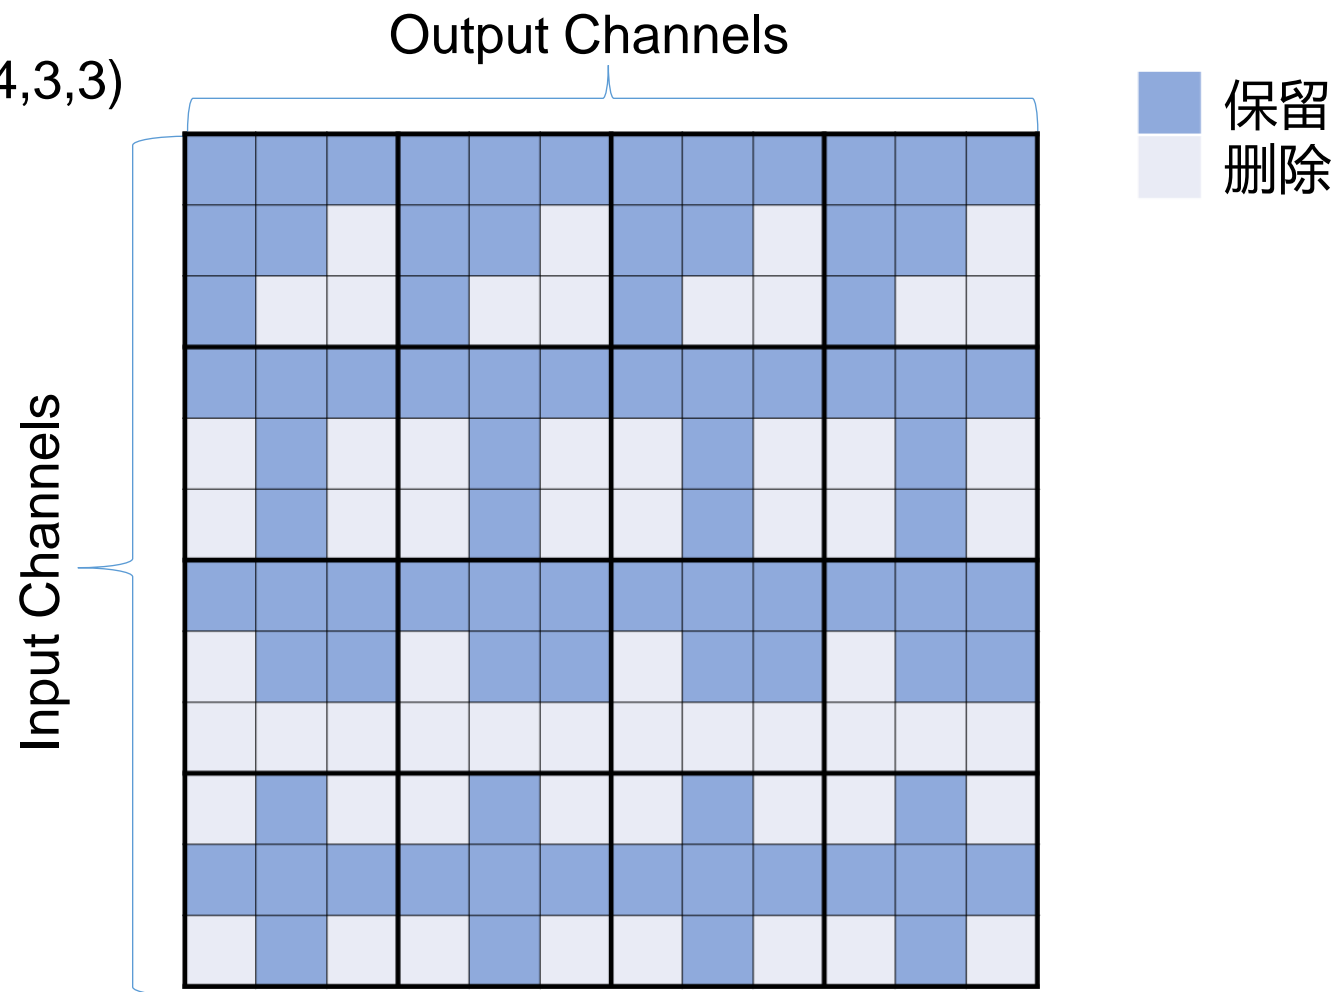 Output Channels
4,3,3)
保留
删除
Input Channels